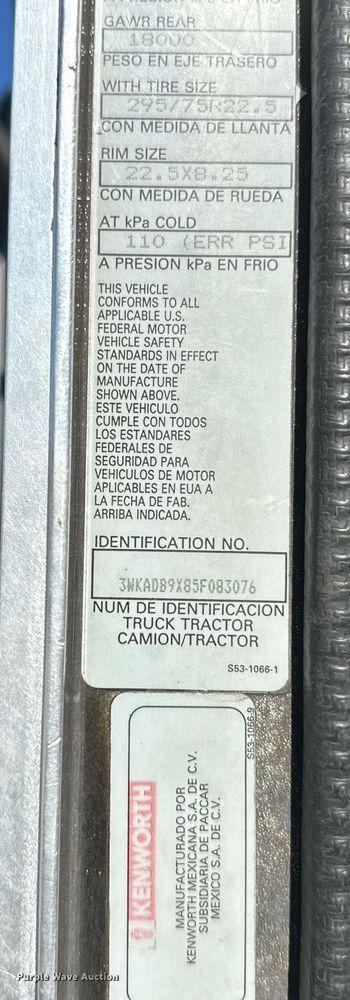 GAWR REAR
18000
PESO EN EJE TRASERO
WITH TIRE SIZE
295/75R22.5
CON MEDIDA DE LLANTA
RIM SIZE
22.5X8.25
CON MEDIDA DE RUEDA
AT kPa COLD
110 (ERR PSI
A PRESION kPa EN FRIO
THIS VEHICLE
CONFORMS TO ALL
APPLICABLE U.S.
FEDERAL MOTOR
VEHICLE SAFETY
STANDARDS IN EFFECT
ON THE DATE OF
MANUFACTURE
SHOWN ABOVE.
ESTE VEHICULO
CUMPLE CON TODOS
LOS ESTANDARES
FEDERALES DE
SEGURIDAD PARA
VEHICULOS DE MOTOR
APLICABLES EN EUA A
LA FECHA DE FAB.
ARRIBA INDICADA.
IDENTIFICATION NO.
3WKADB9X85F083076
NUM DE IDENTIFICACION
TRUCK TRACTOR
CAMION/TRACTOR
S53-1066-1
S53-1066-9
KENWORTH
MANUFACTURADO POR
KENWORTH MEXICANA S.A. DE C.V.
SUBSIDIARIA DE PACCAR
MEXICO S.A. DE C.V.
Purple Wave Auction